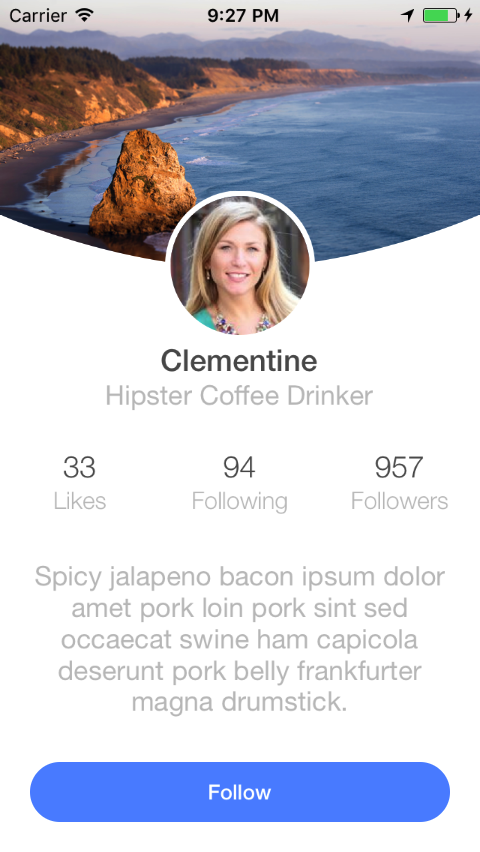 Carrier 9:27 PM
Clementine
Hipster Coffee Drinker
33 94 957
Likes Following Followers
Spicy jalapeno bacon ipsum dolor
amet pork loin pork sint sed
occaecat swine ham capicola
deserunt pork belly frankfurter
magna drumstick.
Follow